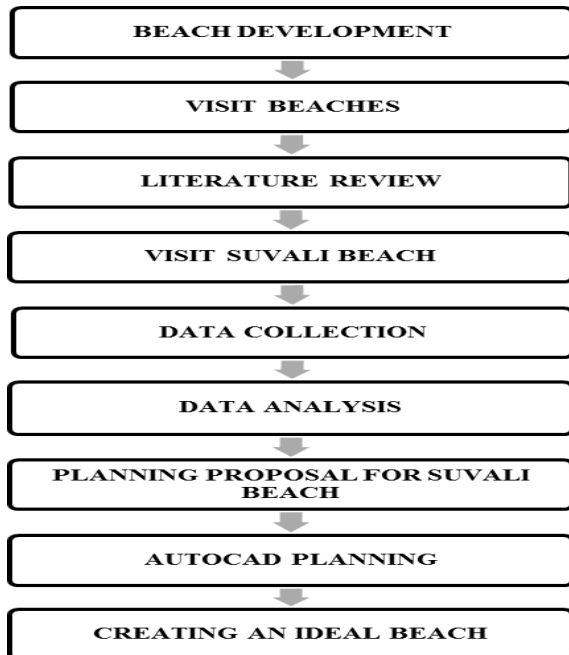 BEACH DEVELOPMENT
VISIT BEACHES
LITERATURE REVIEW
VISIT SUVALI BEACH
DATA COLLECTION
DATA ANALYSIS
PLANNING PROPOSAL FOR SUVALI
BEACH
AUTOCAD PLANNING
CREATING AN IDEAL BEACH